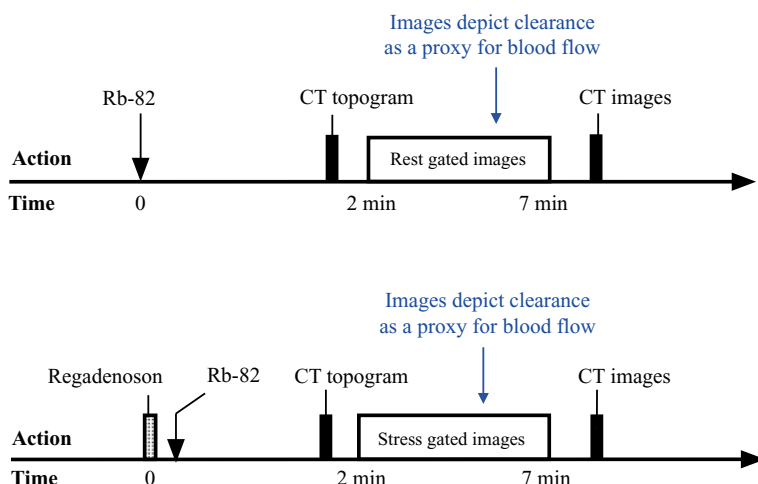 Images depict clearance
as a proxy for blood flow
Rb-82
CT topogram
CT images
Action
Rest gated images
Time
0
2 min
7 min
Images depict clearance
as a proxy for blood flow
Regadenoson
Rb-82
CT topogram
CT images
Action
Stress gated images
Time
0
2 min
7 min